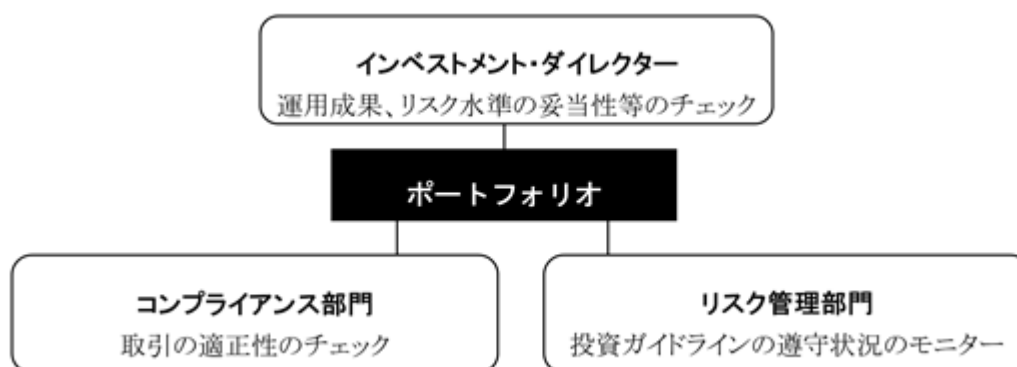 インベストメント・ダイレクター
運用成果、リスク水準の妥当性等のチェック
ポートフォリオ
コンプライアンス部門
取引の適正性のチェック
リスク管理部門
投資ガイドラインの遵守状況のモニター